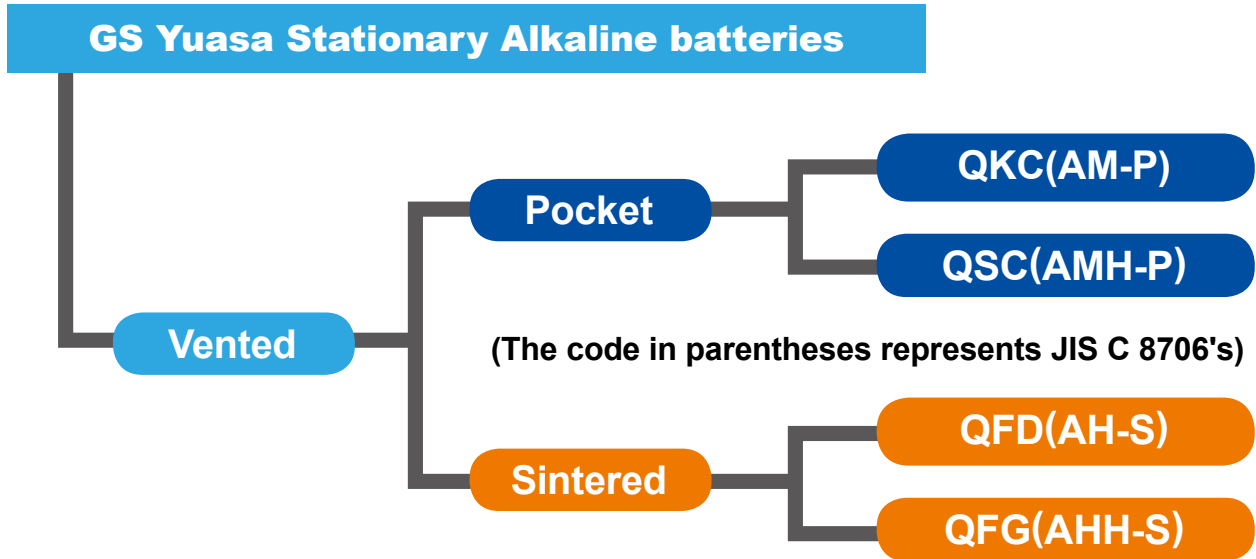 GS Yuasa Stationary Alkaline batteries
QKC(AM-P)
Pocket
QSC(AMH-P)
Vented
(The code in parentheses represents JIS C 8706's)
QFD(AH-S)
Sintered
QFG(AHH-S)